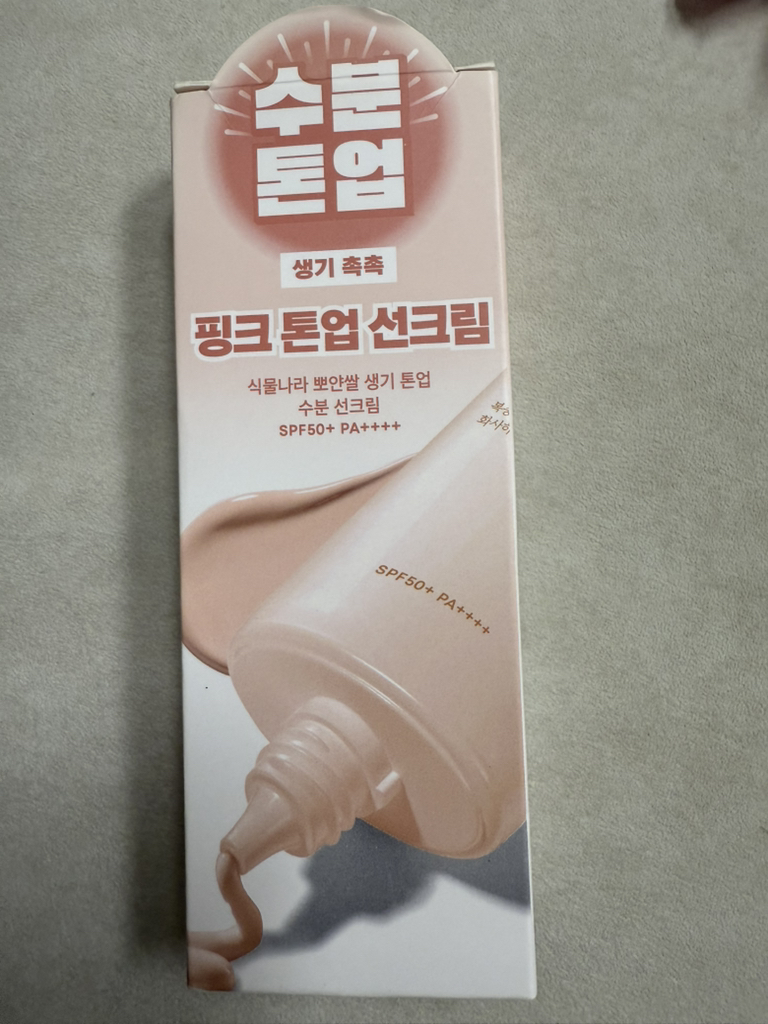 수분
톤업
생기 촉촉
핑크 톤업 선크림
식물나라 뽀얀쌀 생기 톤업
수분 선크림
SPF50+ PA++++
SPF50+ PA++++